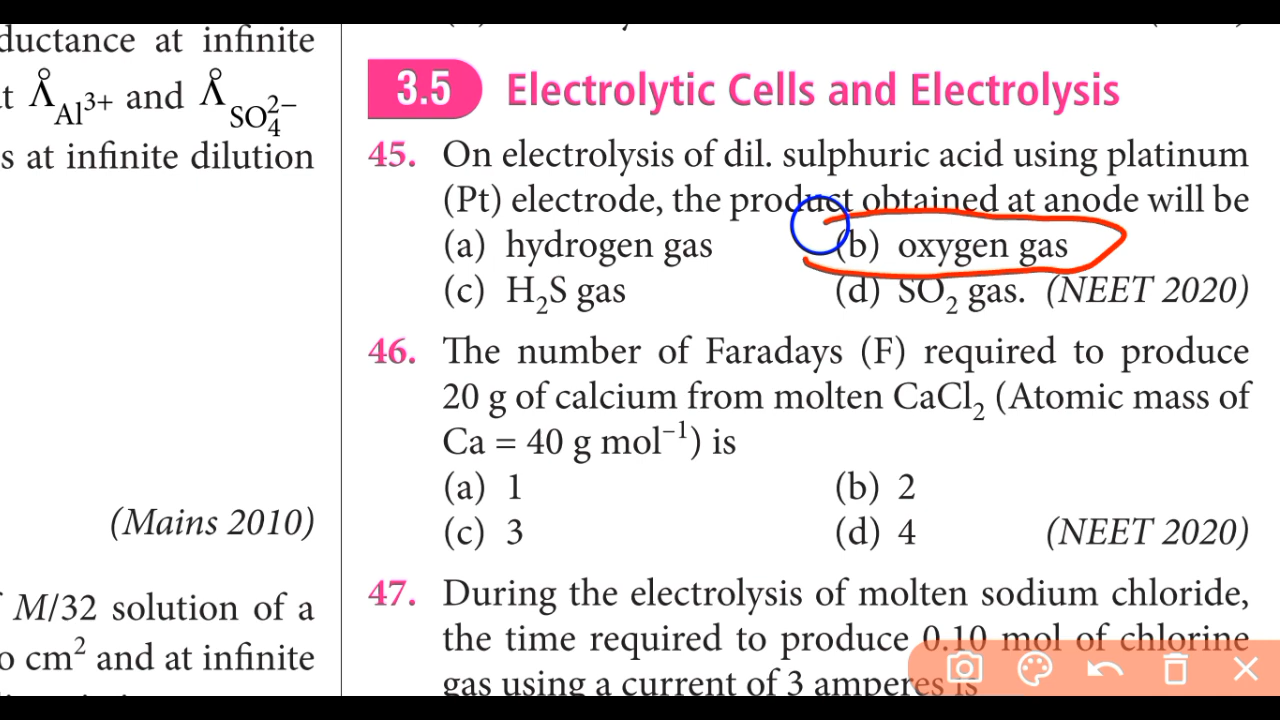 ductance at infinite
t Λ̊Al³⁺ and Λ̊SO₄²⁻
s at infinite dilution
(Mains 2010)
M/32 solution of a
o cm² and at infinite
3.5 Electrolytic Cells and Electrolysis
45. On electrolysis of dil. sulphuric acid using platinum
(Pt) electrode, the product obtained at anode will be
(a) hydrogen gas (b) oxygen gas
(c) H₂S gas (d) SO₂ gas. (NEET 2020)
46. The number of Faradays (F) required to produce
20 g of calcium from molten CaCl₂ (Atomic mass of
Ca = 40 g mol⁻¹) is
(a) 1 (b) 2
(c) 3 (d) 4 (NEET 2020)
47. During the electrolysis of molten sodium chloride,
the time required to produce 0.10 mol of chlorine
gas using a current of 3 amperes is